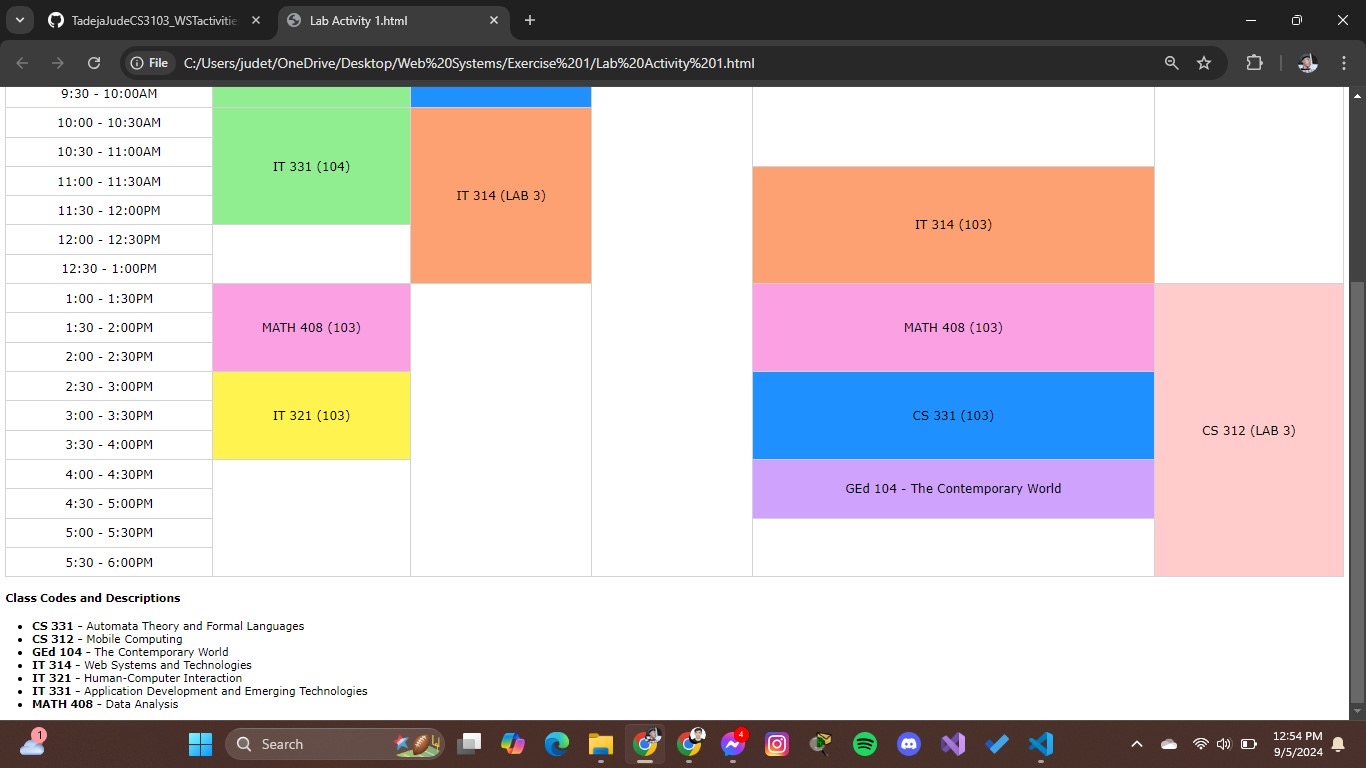 TadejaJudeCS3103_WSTactivitie
Lab Activity 1.html
File C:/Users/judet/OneDrive/Desktop/Web%20Systems/Exercise%201/Lab%20Activity%201.html
9:30 - 10:00AM
10:00 - 10:30AM
10:30 - 11:00AM
IT 331 (104)
11:00 - 11:30AM
IT 314 (LAB 3)
11:30 - 12:00PM
IT 314 (103)
12:00 - 12:30PM
12:30 - 1:00PM
1:00 - 1:30PM
1:30 - 2:00PM MATH 408 (103) MATH 408 (103)
2:00 - 2:30PM
2:30 - 3:00PM
3:00 - 3:30PM IT 321 (103) CS 331 (103)
CS 312 (LAB 3)
3:30 - 4:00PM
4:00 - 4:30PM
GEd 104 - The Contemporary World
4:30 - 5:00PM
5:00 - 5:30PM
5:30 - 6:00PM
Class Codes and Descriptions
CS 331 - Automata Theory and Formal Languages
CS 312 - Mobile Computing
GEd 104 - The Contemporary World
IT 314 - Web Systems and Technologies
IT 321 - Human-Computer Interaction
IT 331 - Application Development and Emerging Technologies
MATH 408 - Data Analysis
1
Search
4
12:54 PM
9/5/2024